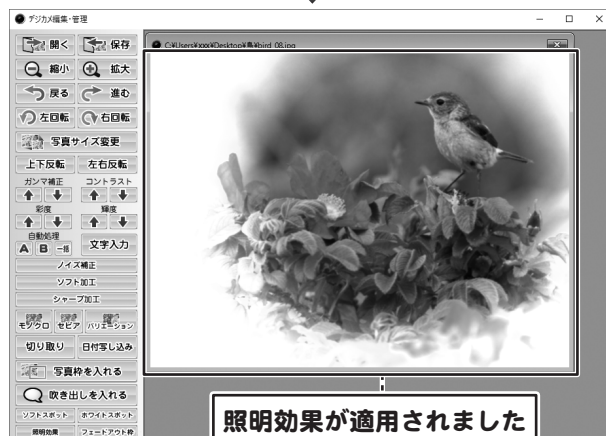 デジカメ編集・管理
開く 保存
縮小 拡大
戻る 進む
左回転 右回転
写真サイズ変更
上下反転 左右反転
ガンマ補正 コントラスト
彩度 輝度
自動処理
A B 一括 文字入力
ノイズ補正
ソフト加工
シャープ加工
モノクロ セピア バリエーション
切り取り 日付写し込み
写真枠を入れる
吹き出しを入れる
ソフトスポット ホワイトスポット
照明効果 フェードアウト枠
C:¥Users¥xxx¥Desktop¥鳥¥bird_08.jpg
照明効果が適用されました